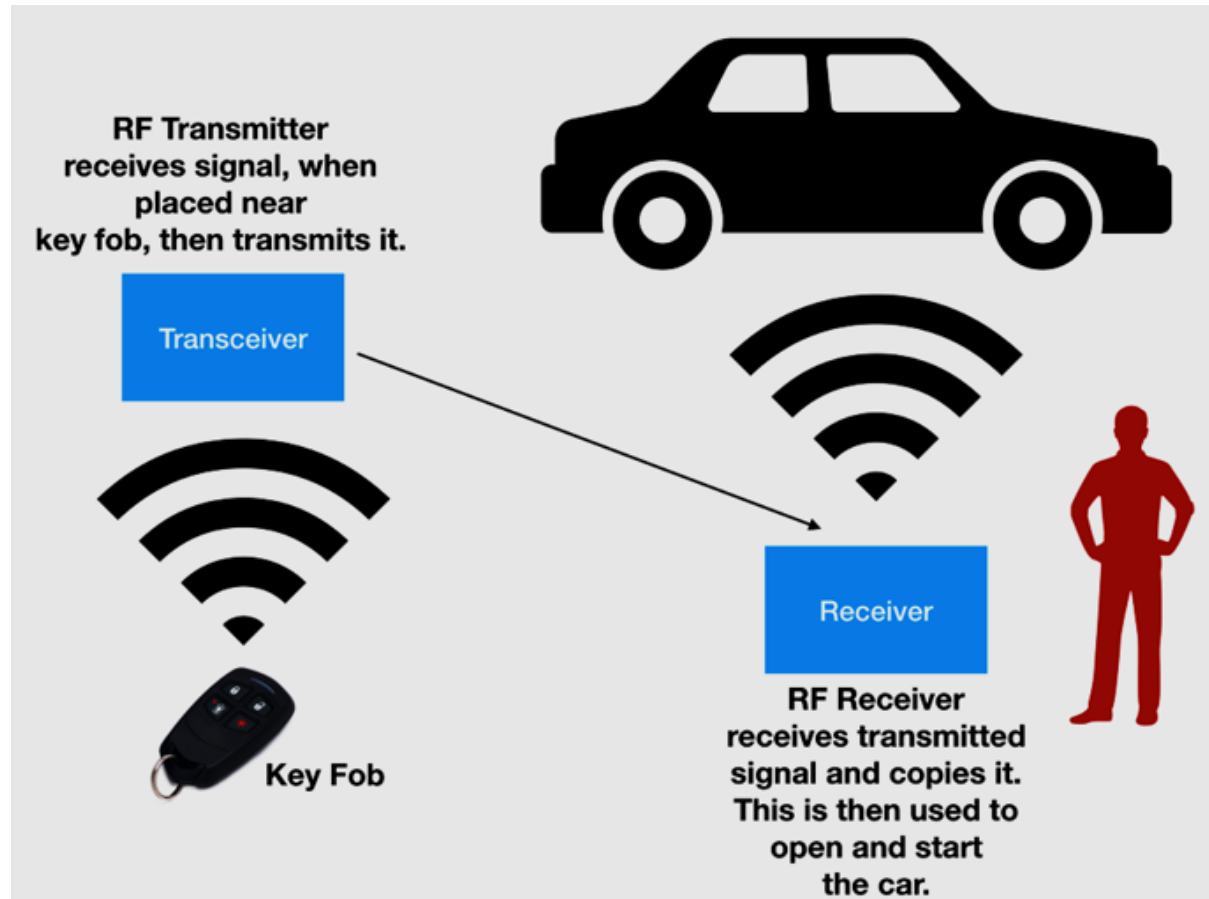 RF Transmitter
receives signal, when
placed near
key fob, then transmits it.
Transceiver
Key Fob
Receiver
RF Receiver
receives transmitted
signal and copies it.
This is then used to
open and start
the car.